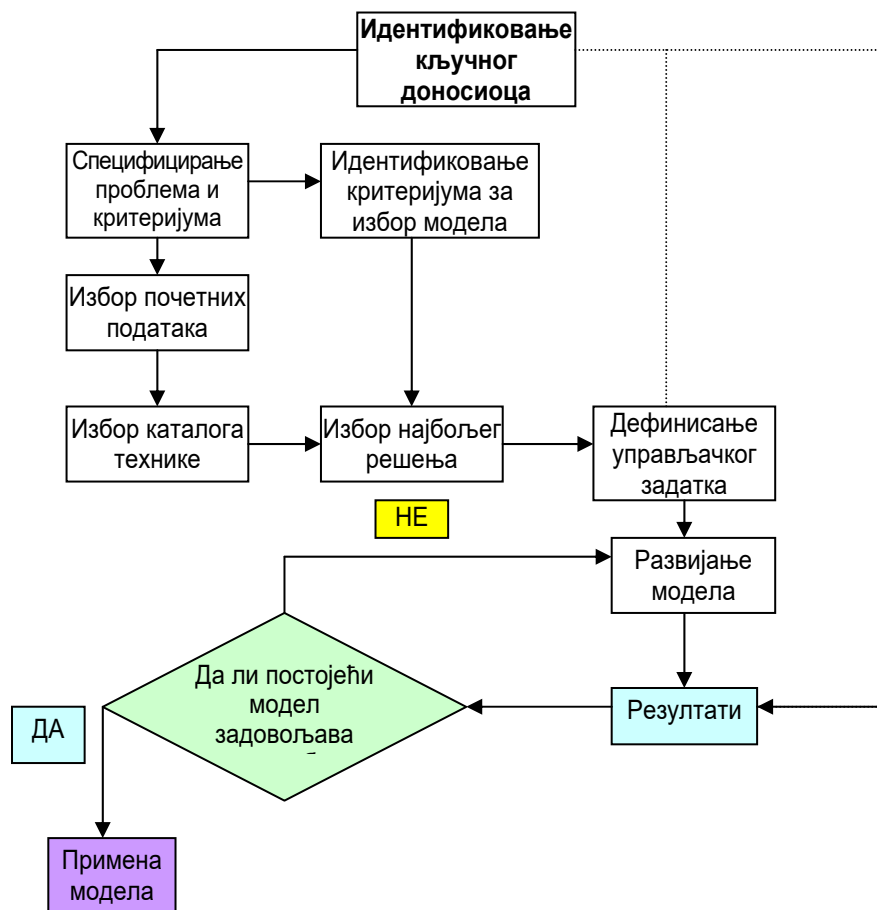 Идентификовање
кључног
доносиоца
Специфицирање
проблема и
критеријума
Идентификовање
критеријума за
избор модела
Избор почетних
података
Избор каталога
технике
Избор најбољег
решења
Дефинисање
управљачког
задатка
НЕ
Развијање
модела
Да ли постојећи
модел
задовољава
ДА
Резултати
Примена
модела